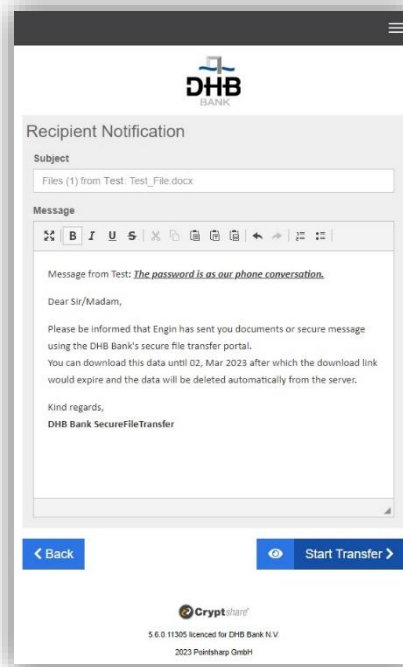 DHB
BANK
Recipient Notification
Subject
Files (1) from Test: Test_File.docx
Message
B I U S
Message from Test: The password is as our phone conversation.
Dear Sir/Madam,
Please be informed that Engin has sent you documents or secure message
using the DHB Bank's secure file transfer portal.
You can download this data until 02, Mar 2023 after which the download link
would expire and the data will be deleted automatically from the server.
Kind regards,
DHB Bank SecureFileTransfer
Back
Start Transfer
Cryptshare
5.6.0.11305 licenced for DHB Bank N.V.
2023 Pointsharp GmbH